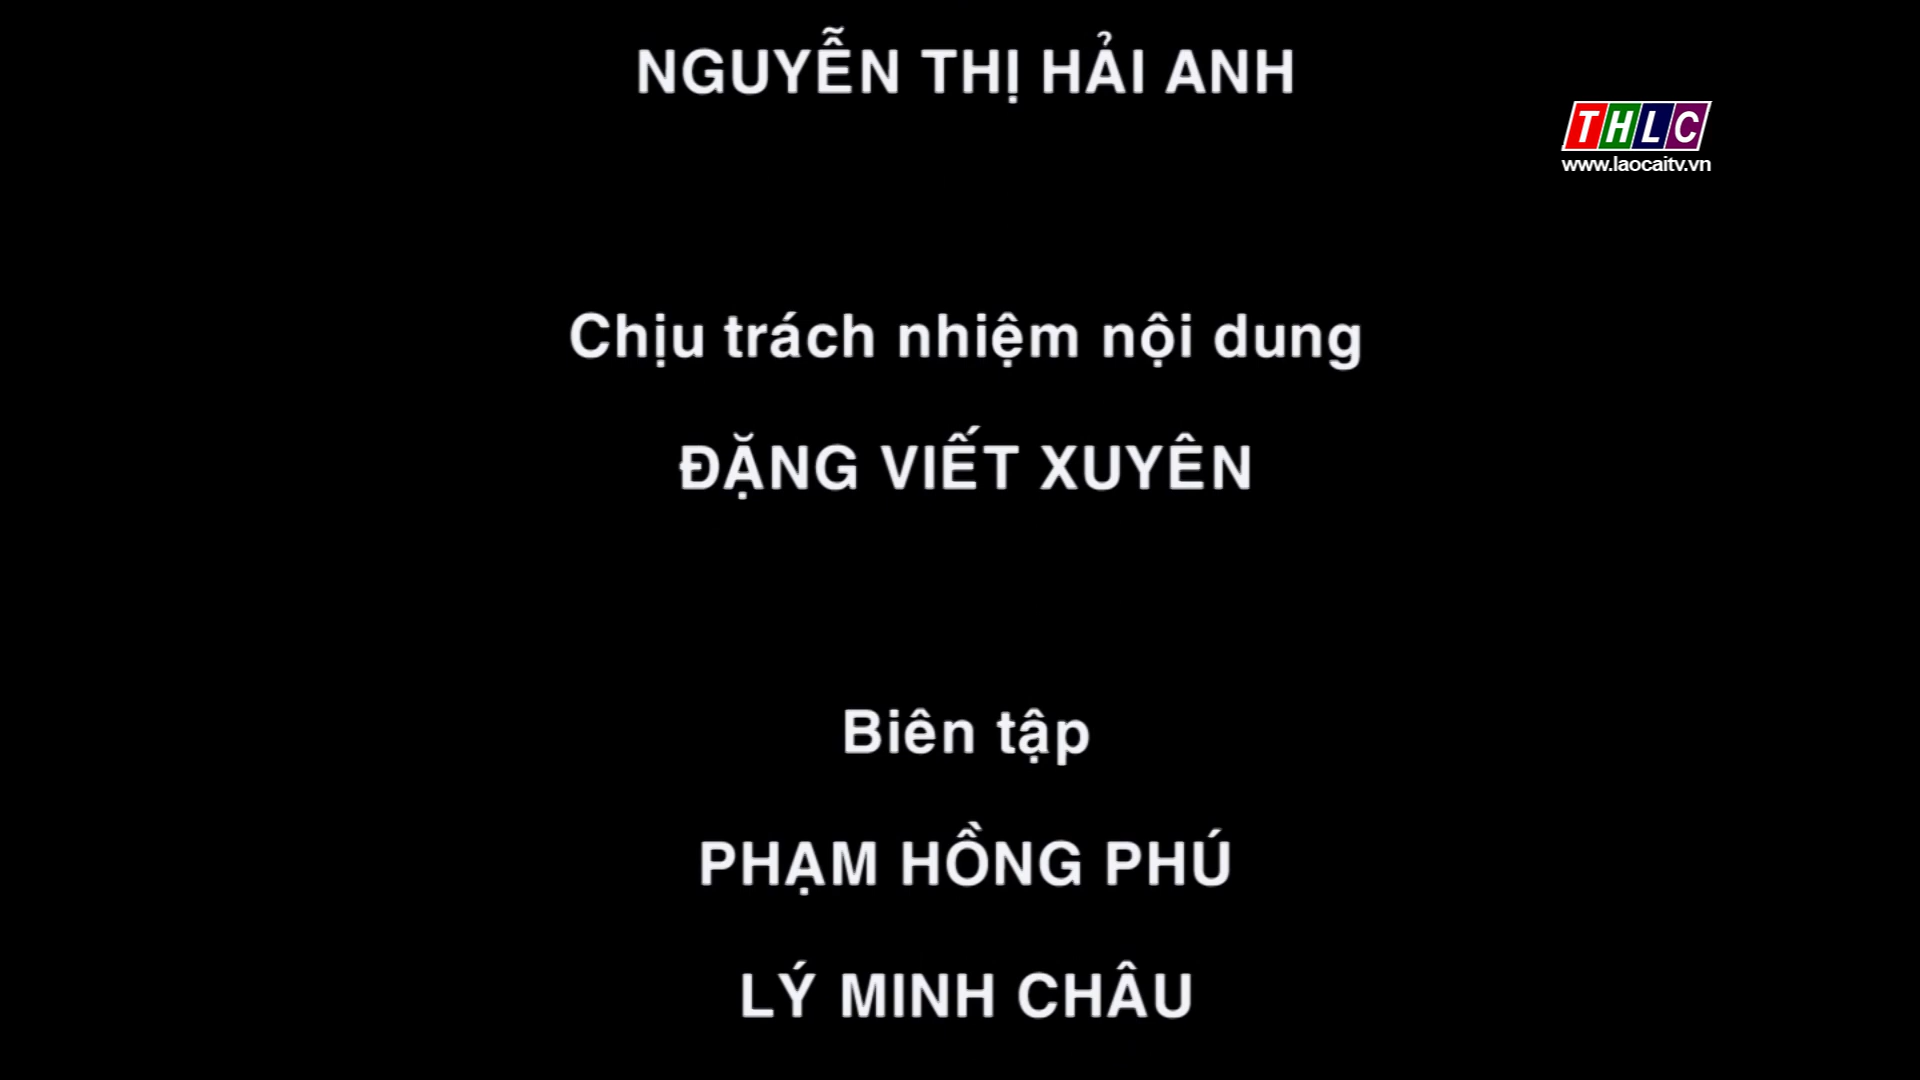 NGUYỄN THỊ HẢI ANH
THLC
www.laocaitv.vn
Chịu trách nhiệm nội dung
ĐẶNG VIẾT XUYÊN
Biên tập
PHẠM HỒNG PHÚ
LÝ MINH CHÂU